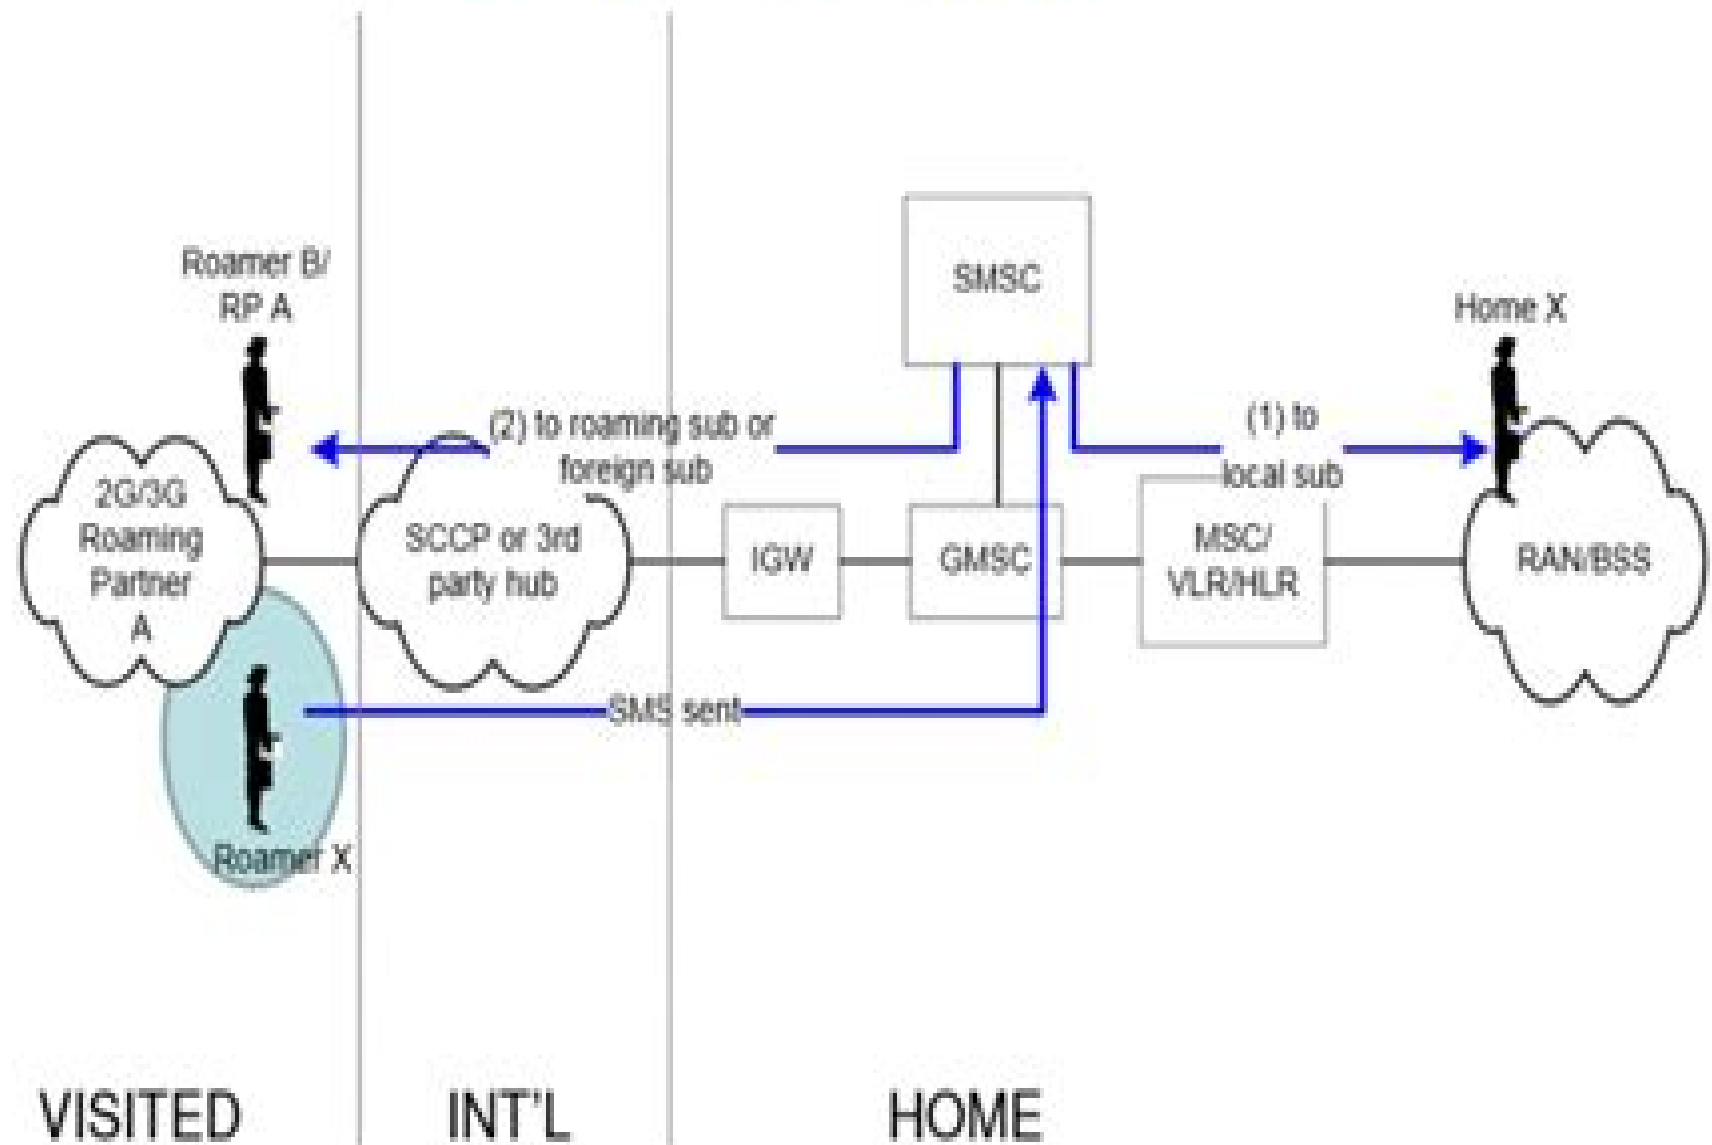 Roamer B/
RP A
SMSC
Home X
(2) to roaming sub or
foreign sub
(1) to
local sub
2G/3G
Roaming
Partner
A
SCCP or 3rd
party hub
IGW
GMSC
MSC/
VLR/HLR
RAN/BSS
SMS sent
Roamer X
VISITED
INT'L
HOME